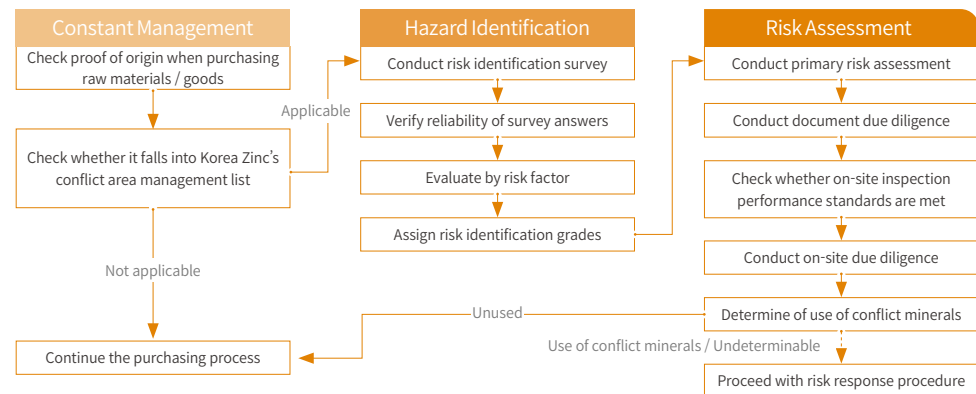 Constant Management
Check proof of origin when purchasing
raw materials / goods
Check whether it falls into Korea Zinc's
conflict area management list
Applicable
Not applicable
Continue the purchasing process
Hazard Identification
Conduct risk identification survey
Verify reliability of survey answers
Evaluate by risk factor
Assign risk identification grades
Risk Assessment
Conduct primary risk assessment
Conduct document due diligence
Check whether on-site inspection
performance standards are met
Conduct on-site due diligence
Determine of use of conflict minerals
Unused
Use of conflict minerals / Undeterminable
Proceed with risk response procedure